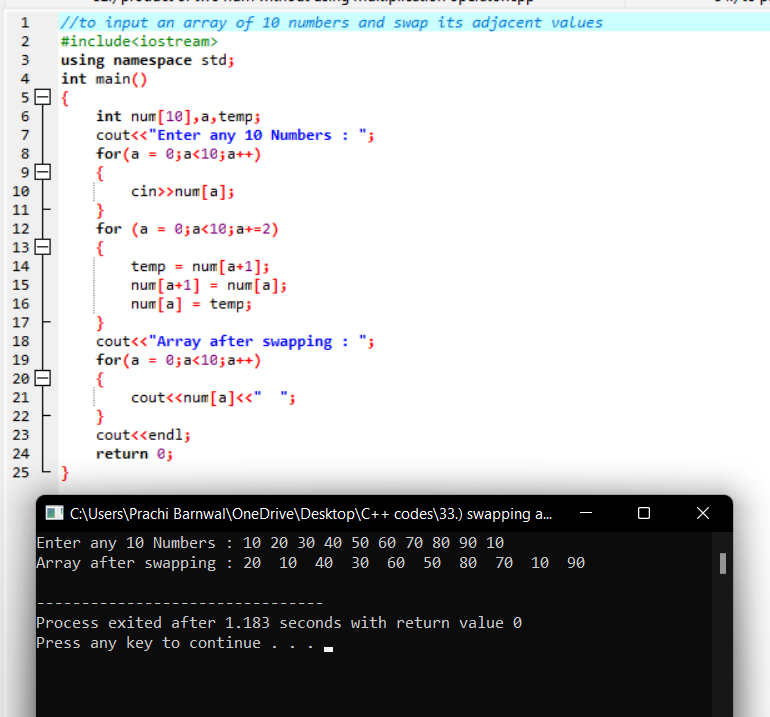 1 //to input an array of 10 numbers and swap its adjacent values
2 #include<iostream>
3 using namespace std;
4 int main()
5 {
6 int num[10],a,temp;
7 cout<<"Enter any 10 Numbers : ";
8 for(a = 0;a<10;a++)
9 {
10 cin>>num[a];
11 }
12 for (a = 0;a<10;a+=2)
13 {
14 temp = num[a+1];
15 num[a+1] = num[a];
16 num[a] = temp;
17 }
18 cout<<"Array after swapping : ";
19 for(a = 0;a<10;a++)
20 {
21 cout<<num[a]<<"  ";
22 }
23 cout<<endl;
24 return 0;
25 }
C:\Users\Prachi Barnwal\OneDrive\Desktop\C++ codes\33.) swapping a...
Enter any 10 Numbers : 10 20 30 40 50 60 70 80 90 10
Array after swapping : 20  10  40  30  60  50  80  70  10  90
--------------------------------
Process exited after 1.183 seconds with return value 0
Press any key to continue . . .